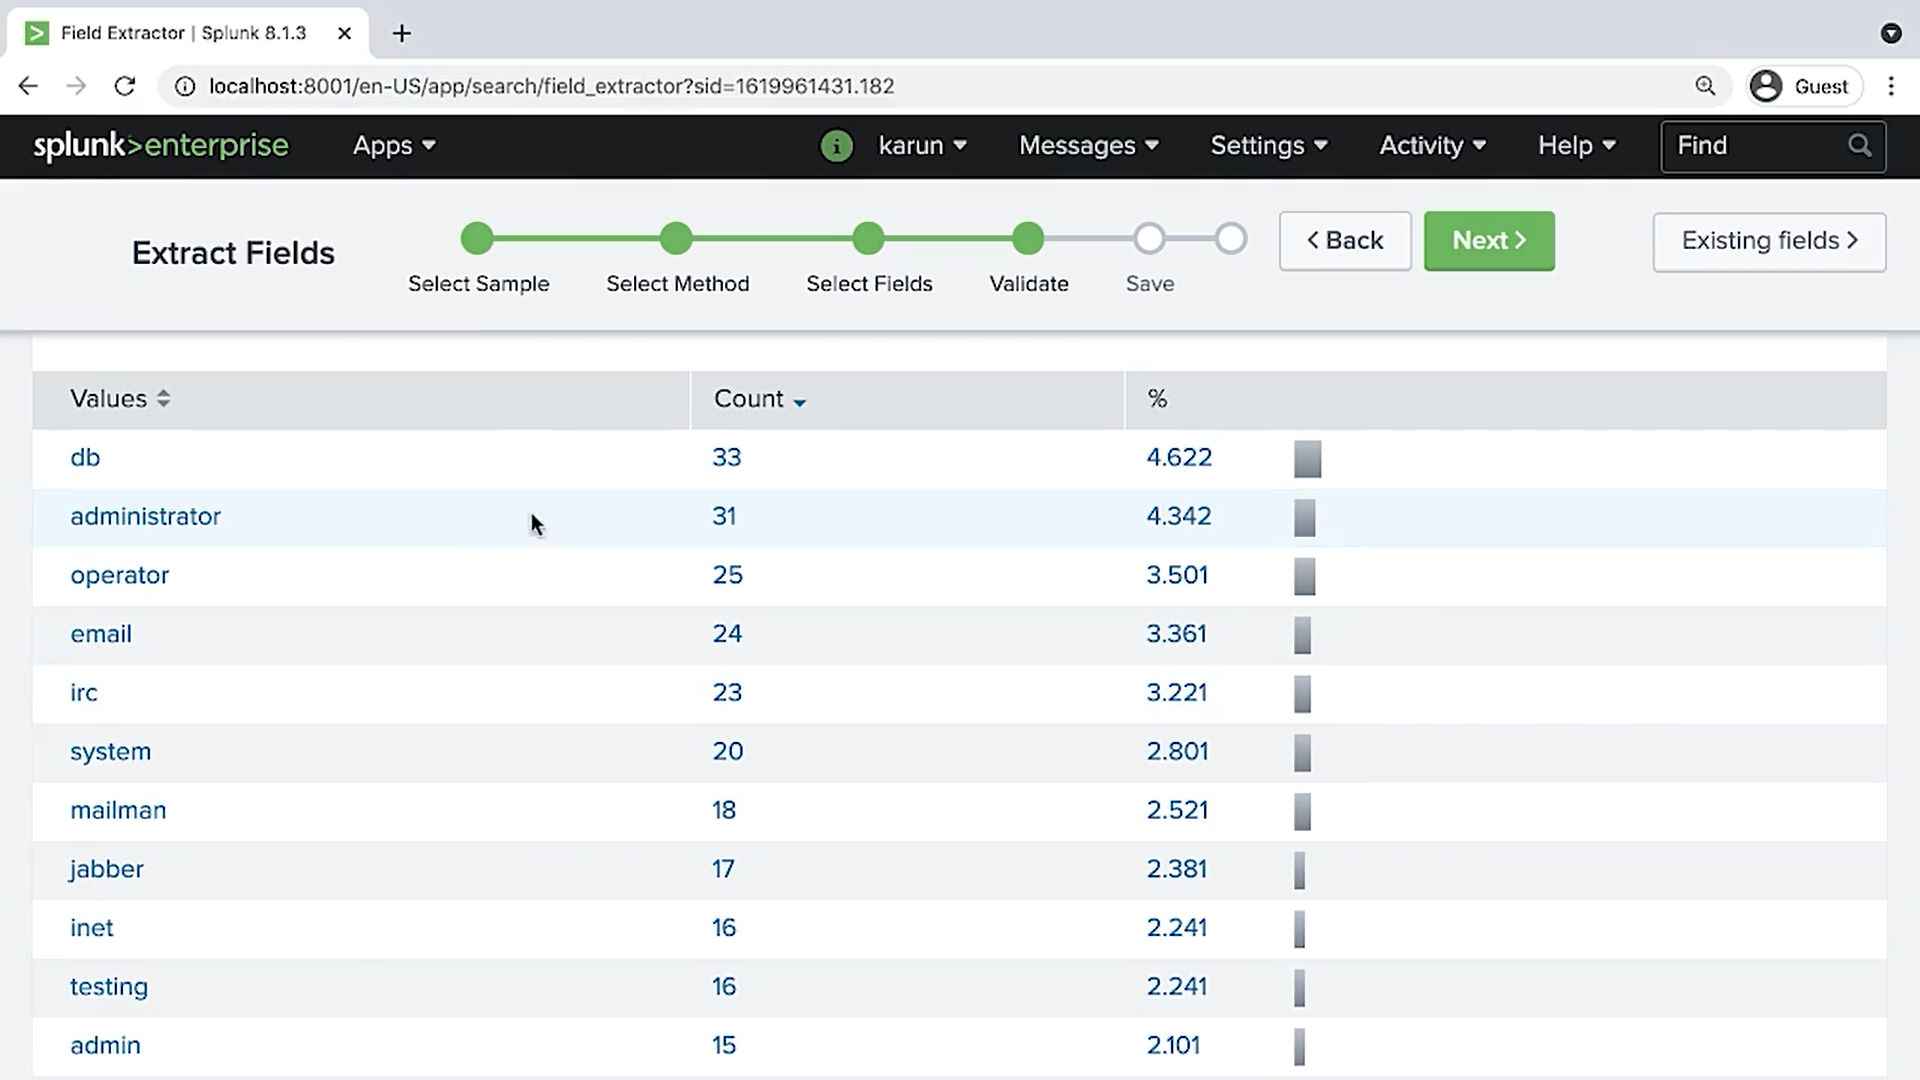 Field Extractor | Splunk 8.1.3
localhost:8001/en-US/app/search/field_extractor?sid=1619961431.182
Guest
splunk>enterprise Apps i karun Messages Settings Activity Help Find
Extract Fields
Select Sample Select Method Select Fields Validate Save
< Back Next > Existing fields >
Values Count %
db 33 4.622
administrator 31 4.342
operator 25 3.501
email 24 3.361
irc 23 3.221
system 20 2.801
mailman 18 2.521
jabber 17 2.381
inet 16 2.241
testing 16 2.241
admin 15 2.101